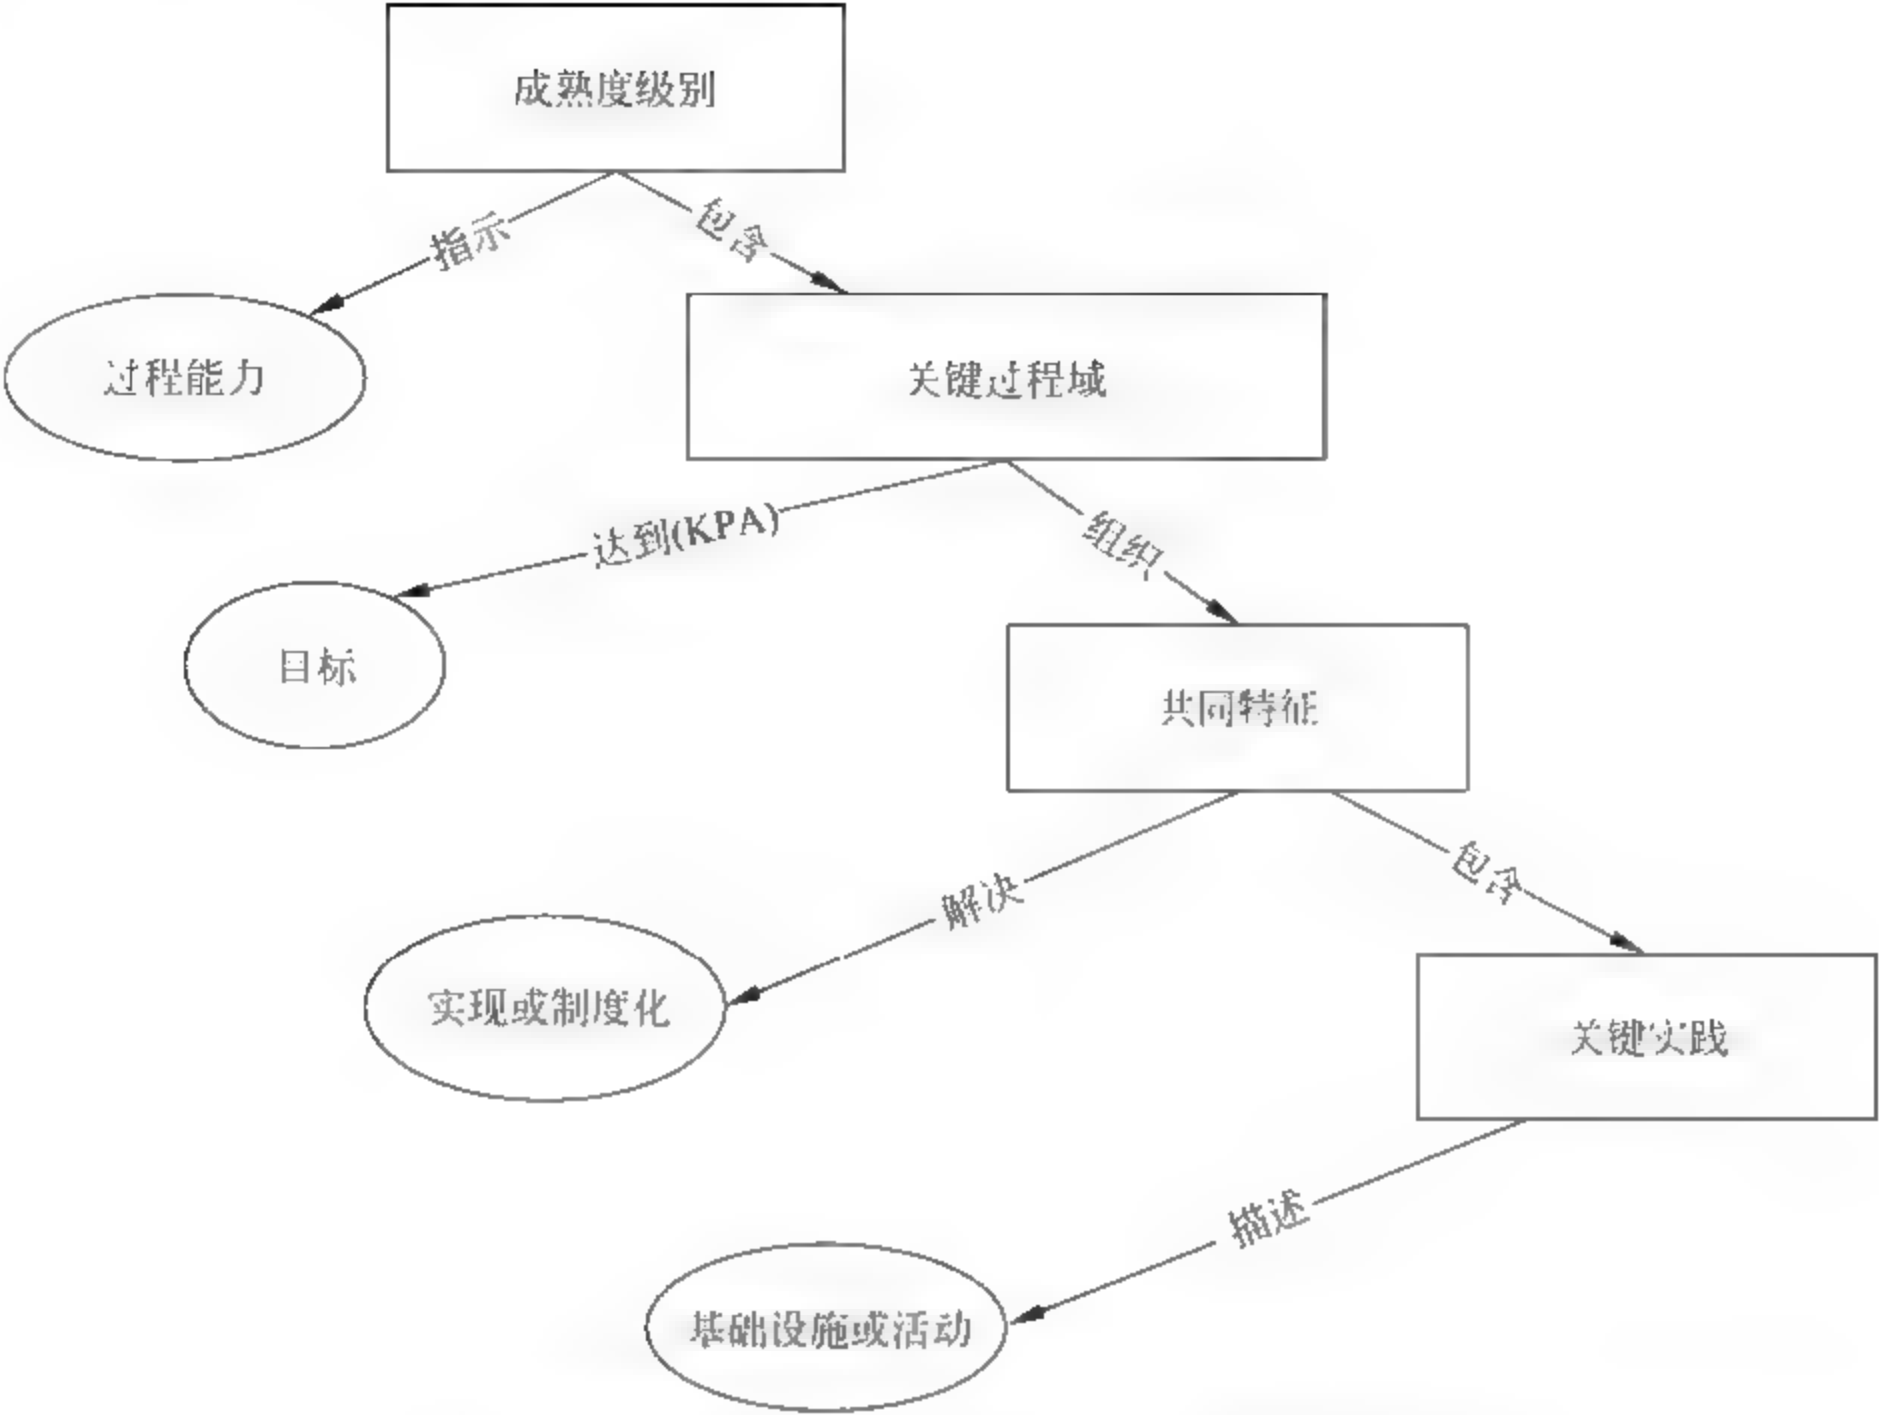 成熟度级别
指示
包含
过程能力
关键过程域
达到(KPA)
组织
目标
共同特征
解决
包含
实现或制度化
关键实践
描述
基础设施或活动